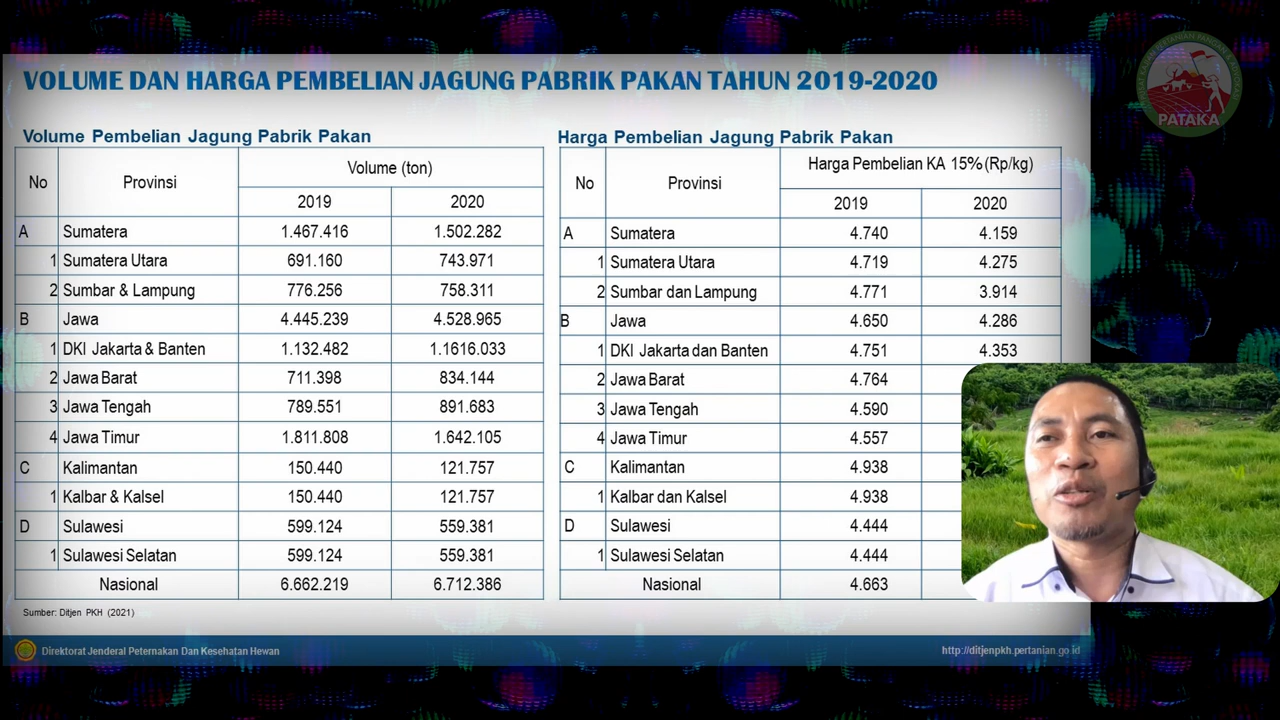 VOLUME DAN HARGA PEMBELIAN JAGUNG PABRIK PAKAN TAHUN 2019-2020
PATAKA
Volume Pembelian Jagung Pabrik Pakan
No Provinsi Volume (ton)
2019 2020
A Sumatera 1.467.416 1.502.282
1 Sumatera Utara 691.160 743.971
2 Sumbar & Lampung 776.256 758.311
B Jawa 4.445.239 4.528.965
1 DKI Jakarta & Banten 1.132.482 1.1616.033
2 Jawa Barat 711.398 834.144
3 Jawa Tengah 789.551 891.683
4 Jawa Timur 1.811.808 1.642.105
C Kalimantan 150.440 121.757
1 Kalbar & Kalsel 150.440 121.757
D Sulawesi 599.124 559.381
1 Sulawesi Selatan 599.124 559.381
Nasional 6.662.219 6.712.386
Sumber: Ditjen PKH (2021)
Harga Pembelian Jagung Pabrik Pakan
No Provinsi Harga Pembelian KA 15% (Rp/kg)
2019 2020
A Sumatera 4.740 4.159
1 Sumatera Utara 4.719 4.275
2 Sumbar dan Lampung 4.771 3.914
B Jawa 4.650 4.286
1 DKI Jakarta dan Banten 4.751 4.353
2 Jawa Barat 4.764
3 Jawa Tengah 4.590
4 Jawa Timur 4.557
C Kalimantan 4.938
1 Kalbar dan Kalsel 4.938
D Sulawesi 4.444
1 Sulawesi Selatan 4.444
Nasional 4.663
Direktorat Jenderal Peternakan Dan Kesehatan Hewan
http://ditjenpkh.pertanian.go.id